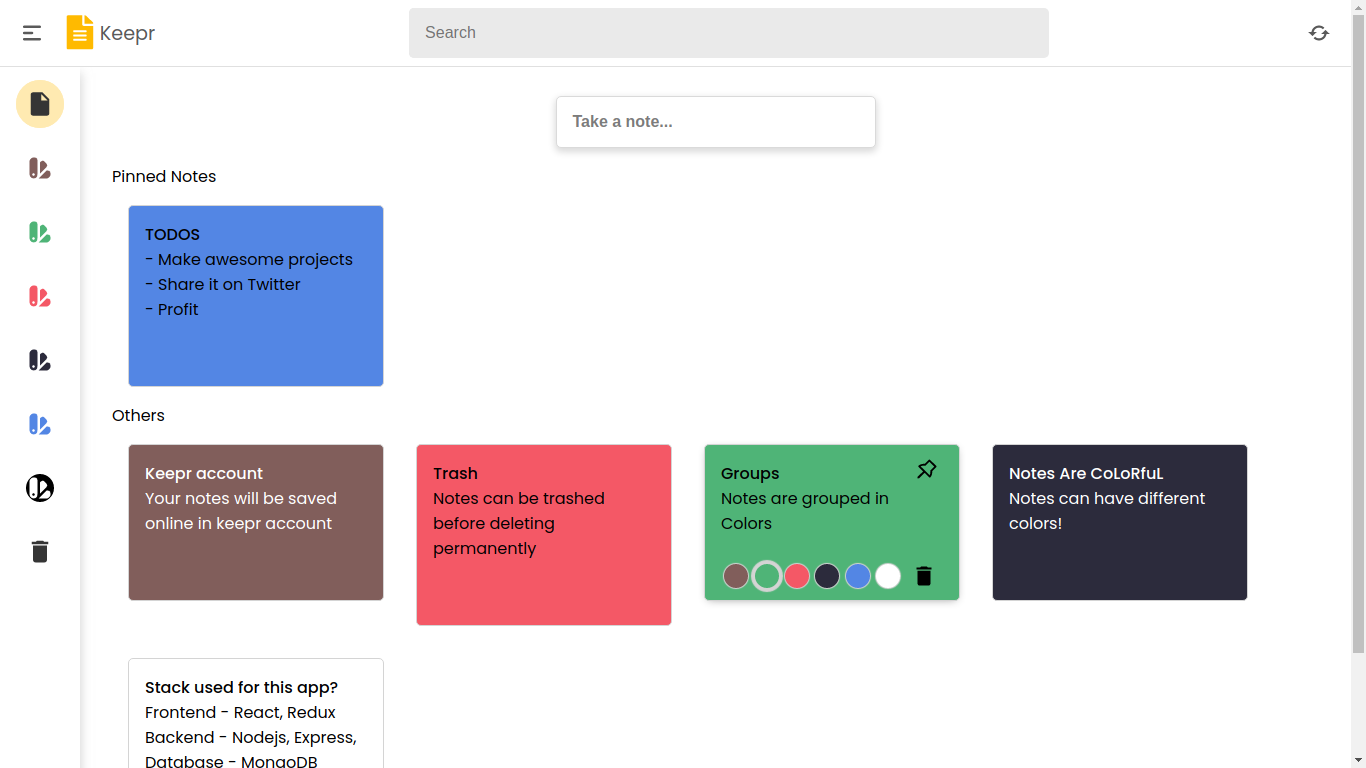 Keepr
Search
Take a note...
Pinned Notes
TODOS
- Make awesome projects
- Share it on Twitter
- Profit
Others
Keepr account
Your notes will be saved
online in keepr account
Trash
Notes can be trashed
before deleting
permanently
Groups
Notes are grouped in
Colors
Notes Are CoLoRfuL
Notes can have different
colors!
Stack used for this app?
Frontend - React, Redux
Backend - Nodejs, Express,
Database - MongoDB